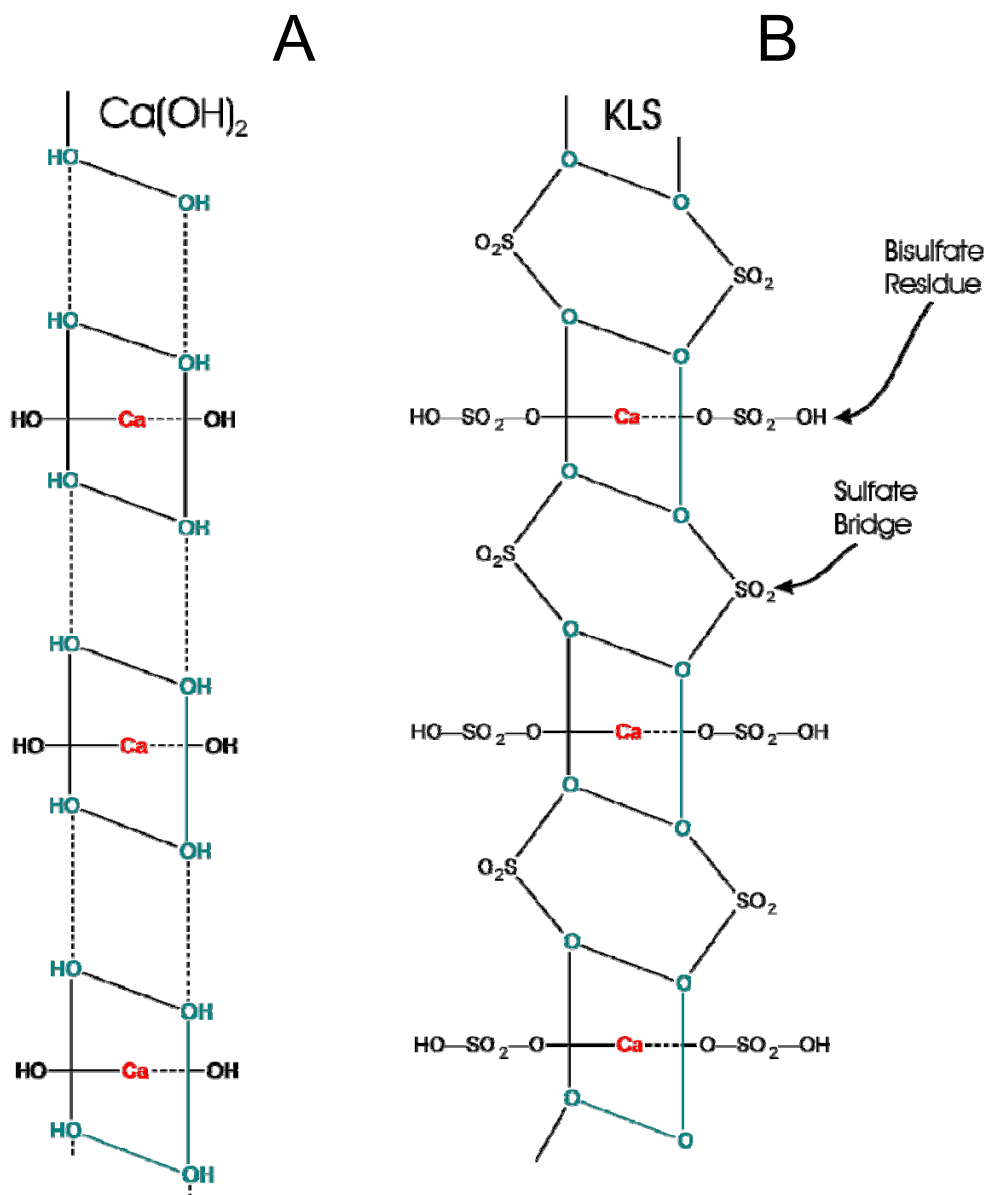 A B
Ca(OH)2 KLS
HO O
OH O
O2S SO2
Bisulfate
Residue
HO O
OH O
HO Ca OH HO SO2 O Ca O SO2 OH
HO O
Sulfate
Bridge
OH O
O2S SO2
HO O
OH O
HO Ca OH HO SO2 O Ca O SO2 OH
HO O
OH O
O2S SO2
HO O
OH O
HO Ca OH HO SO2 O Ca O SO2 OH
HO O
OH O